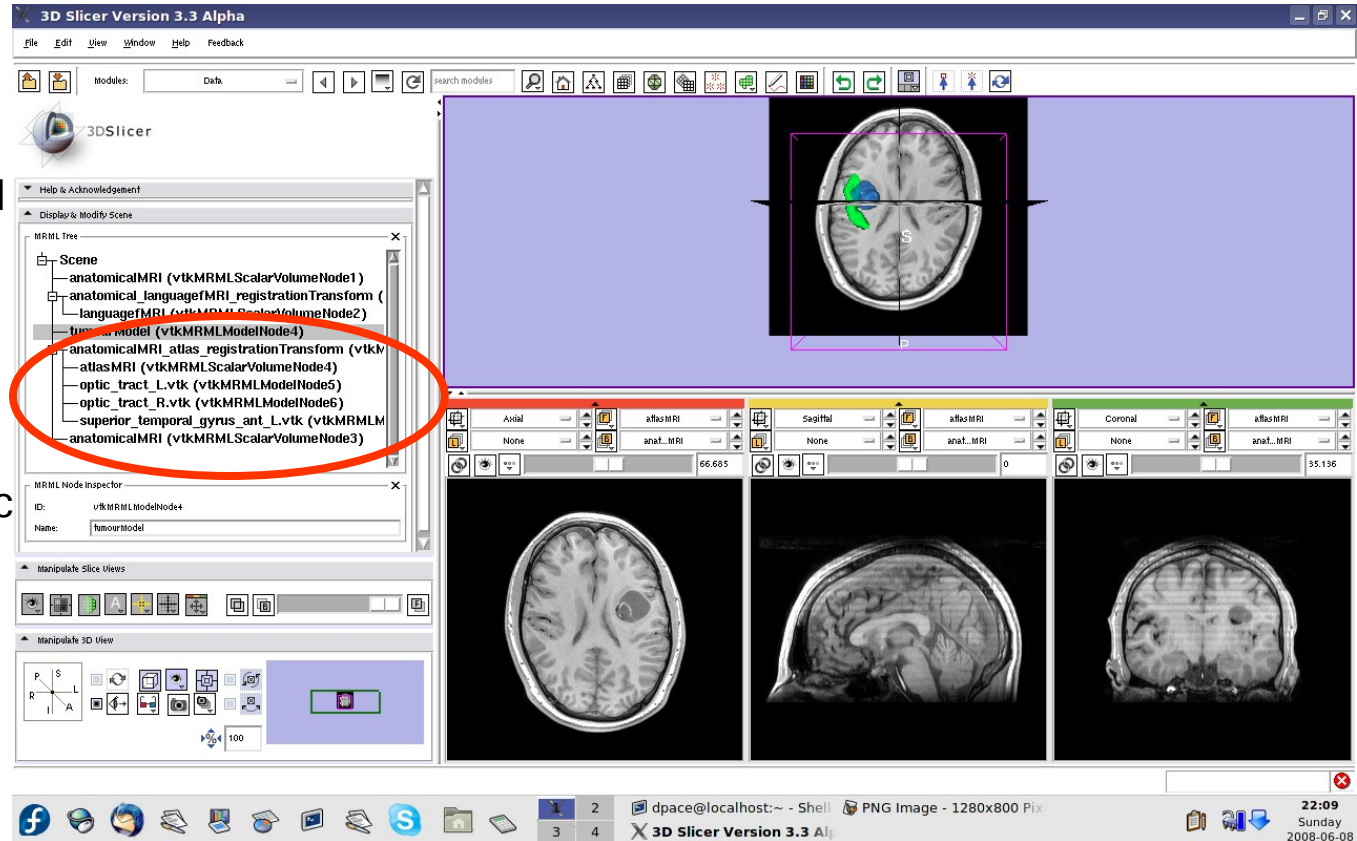 3D Slicer Version 3.3 Alpha
File Edit View Window Help Feedback
Modules: Data search modules
3DSlicer
Help & Acknowledgement
Display & Modify Scene
MRML Tree
Scene
anatomicalMRI (vtkMRMLScalarVolumeNode1)
anatomical_languagefMRI_registrationTransform (
languagefMRI (vtkMRMLScalarVolumeNode2)
tumourModel (vtkMRMLModelNode4)
anatomicalMRI_atlas_registrationTransform (vtkM
atlasMRI (vtkMRMLScalarVolumeNode4)
optic_tract_L.vtk (vtkMRMLModelNode5)
optic_tract_R.vtk (vtkMRMLModelNode6)
superior_temporal_gyrus_ant_L.vtk (vtkMRMLM
anatomicalMRI (vtkMRMLScalarVolumeNode3)
MRML Node Inspector
ID: vtkMRMLModelNode4
Name: tumourModel
Manipulate Slice Views
Manipulate 3D View
P S
R L
I A
100
S
P
Axial atlasMRI
None anat...MRI
66.685
Sagittal atlasMRI
None anat...MRI
0
Coronal atlasMRI
None anat...MRI
35.136
1 2
3 4
dpace@localhost:~ - Shell
PNG Image - 1280x800 Pix
3D Slicer Version 3.3 Alp
22:09
Sunday
2008-06-08